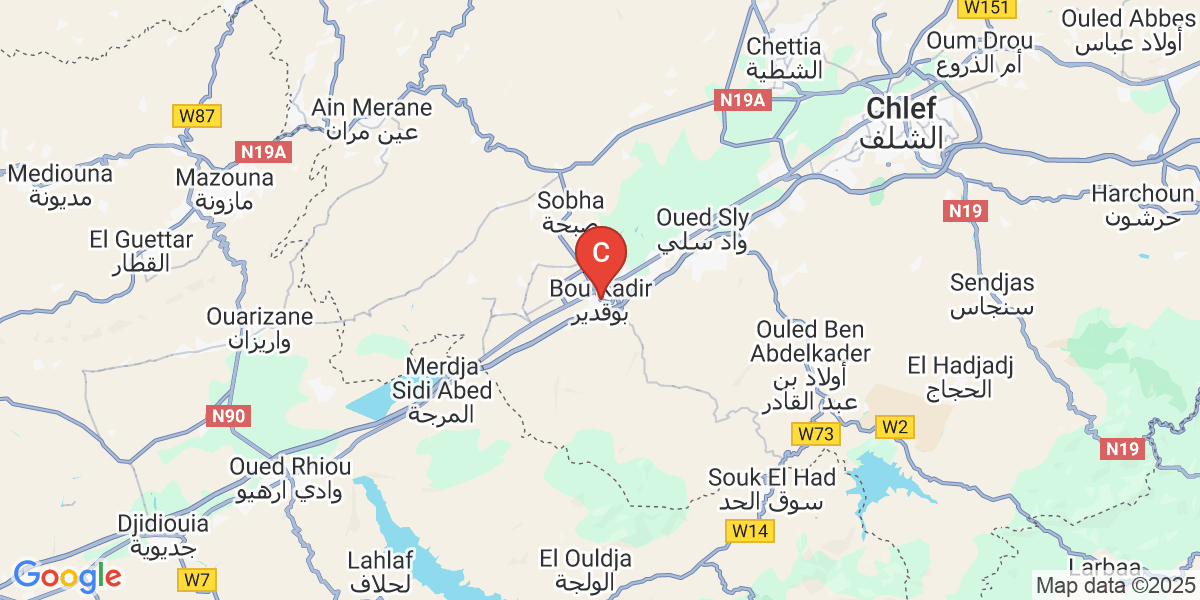 W151
Ouled Abbes
أولاد عباس
Chettia
الشطية
Oum Drou
أم الذروع
N19A
Chlef
الشلف
W87
Ain Merane
عين مران
N19A
Mediouna
مديونة
Mazouna
مازونة
Sobha
صبحة
Oued Sly
واد سلي
N19
Harchoun
حرشون
El Guettar
القطار
C
Bou Kadir
بوقدير
Sendjas
سنجاس
Ouarizane
واريزان
Ouled Ben
Abdelkader
أولاد بن
عبد القادر
Merdja
Sidi Abed
المرجة
El Hadjadj
الحجاج
N90
W73
W2
N19
Oued Rhiou
وادي ارهيو
Souk El Had
سوق الحد
Djidiouia
جديوية
W14
Lahlaf
لحلاف
El Ouldja
الولجة
W7
Larbaa
Google
Map data ©2025